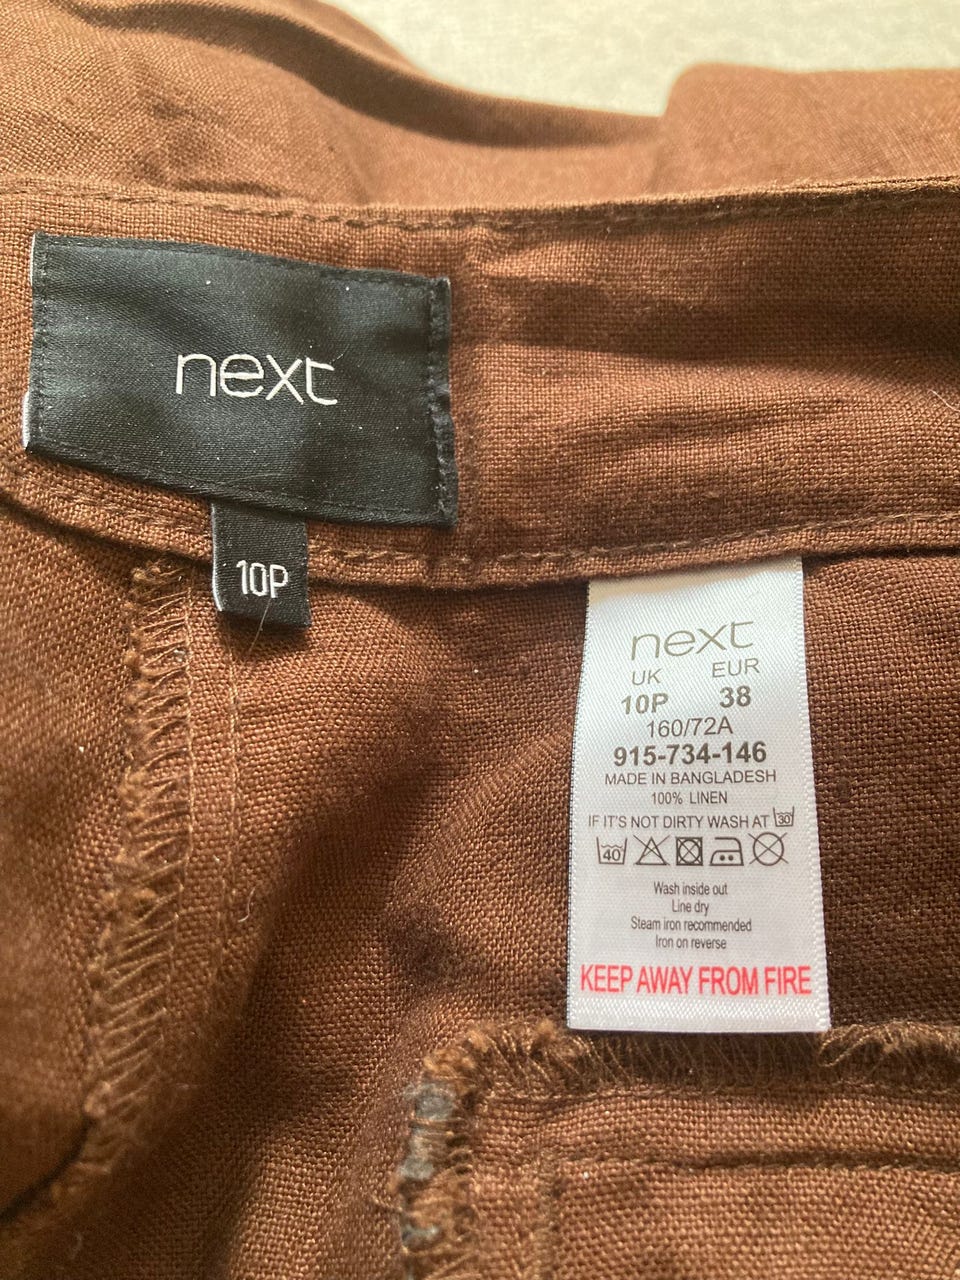 next
10P
next
UK EUR
10P 38
160/72A
915-734-146
MADE IN BANGLADESH
100% LINEN
IF IT'S NOT DIRTY WASH AT 30
40
Wash inside out
Line dry
Steam iron recommended
Iron on reverse
KEEP AWAY FROM FIRE